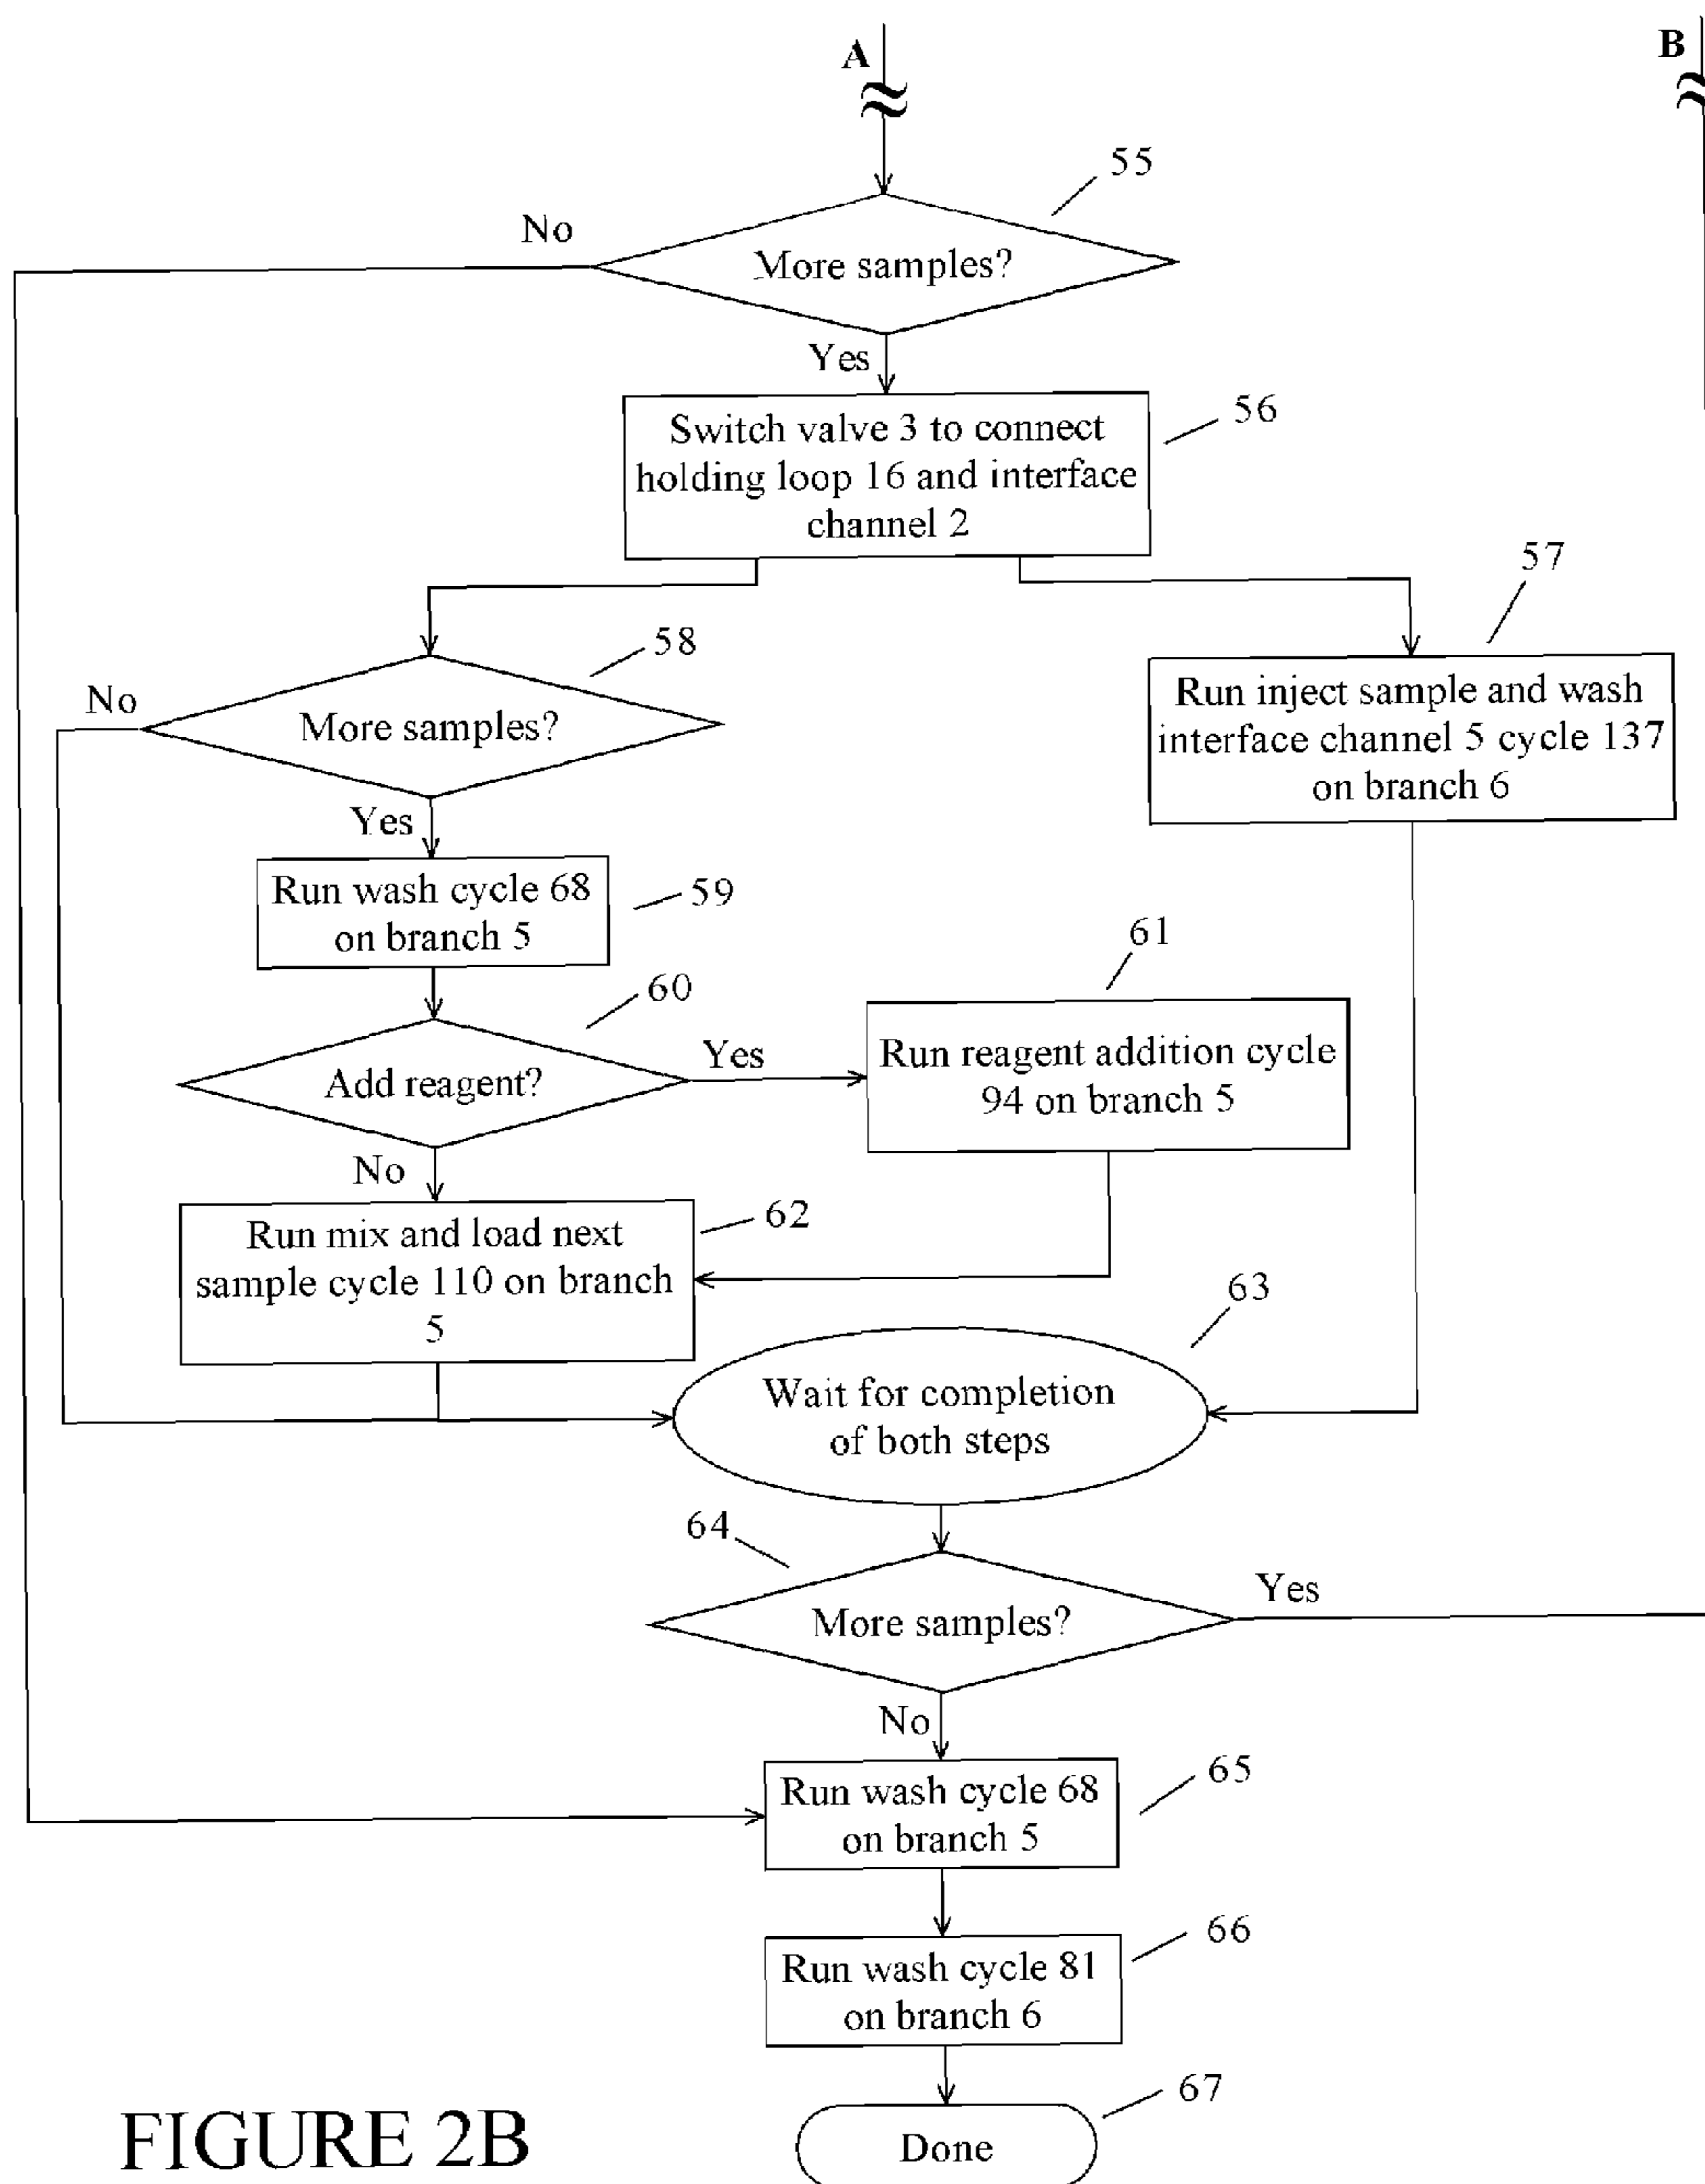 A
B
55
No
More samples?
Yes
56
Switch valve 3 to connect
holding loop 16 and interface
channel 2
57
58
No
More samples?
Run inject sample and wash
interface channel 5 cycle 137
on branch 6
Yes
Run wash cycle 68
on branch 5
59
61
60
Add reagent?
Yes
Run reagent addition cycle
94 on branch 5
No
62
Run mix and load next
sample cycle 110 on branch
5
63
Wait for completion
of both steps
64
More samples?
Yes
No
65
Run wash cycle 68
on branch 5
66
Run wash cycle 81
on branch 6
67
Done
FIGURE 2B